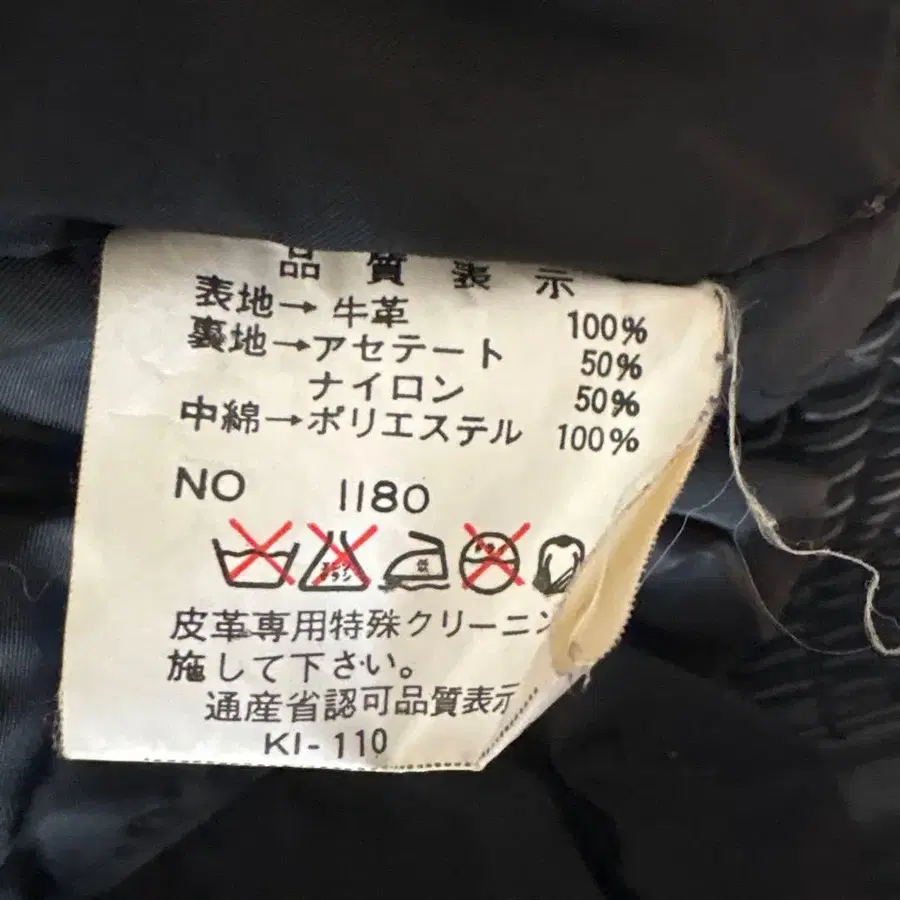 品質表示
表地→牛革 100%
裏地→アセテート 50%
ナイロン 50%
中綿→ポリエステル 100%
NO 1180
皮革専用特殊クリーニン
施して下さい。
通産省認可品質表示
KI-110